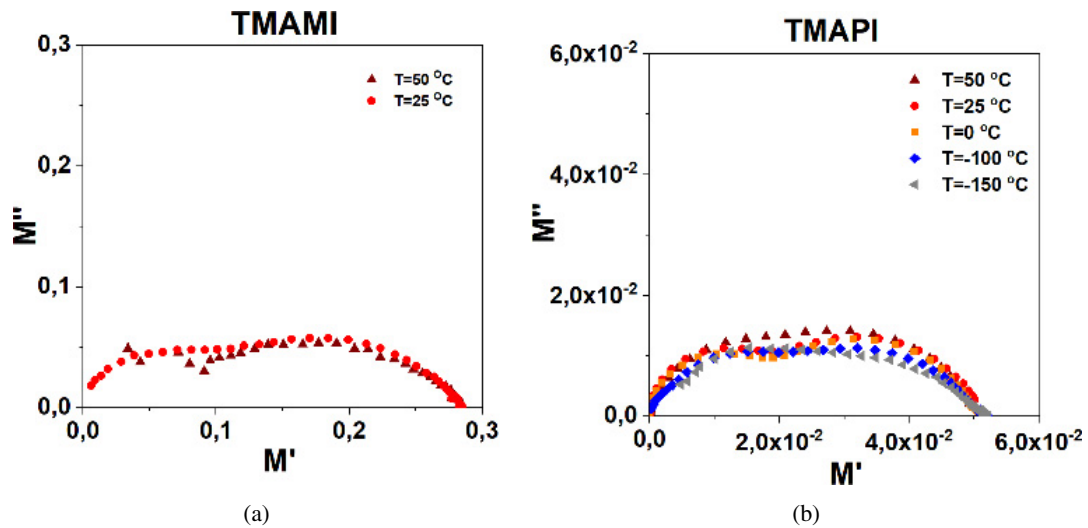 TMAMI
0,3
0,2
0,1
0,0
M''
0,0
0,1
0,2
0,3
M'
T=50 °C
T=25 °C
(a)
TMAPI
6,0x10⁻²
4,0x10⁻²
2,0x10⁻²
0,0
M''
0,0
2,0x10⁻²
4,0x10⁻²
6,0x10⁻²
M'
T=50 °C
T=25 °C
T=0 °C
T=-100 °C
T=-150 °C
(b)